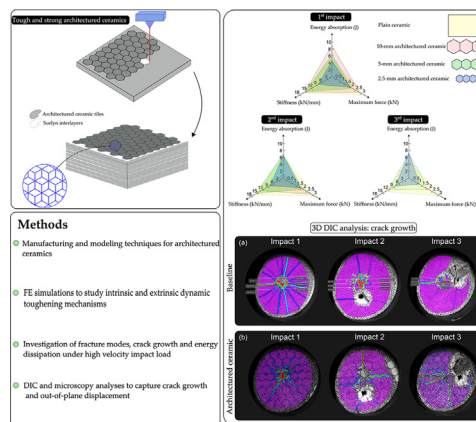 Tough and strong architectured ceramics
Architectured ceramic tiles
Surlyn interlayers
Methods
Manufacturing and modeling techniques for architectured
ceramics
FE simulations to study intrinsic and extrinsic dynamic
toughening mechanisms
Investigation of fracture modes, crack growth and energy
dissipation under high velocity impact load
DIC and microscopy analyses to capture crack growth
and out-of-plane displacement
1st impact
Energy absorption (J)
Stiffness (kN/mm)
Maximum force (kN)
Plain ceramic
10-mm architectured ceramic
5-mm architectured ceramic
2.5-mm architectured ceramic
2nd impact
Energy absorption (J)
Stiffness (kN/mm)
Maximum force (kN)
3rd impact
Energy absorption (J)
Stiffness (kN/mm)
Maximum force (kN)
3D DIC analysis: crack growth
(a)
Baseline
Impact 1
Impact 2
Impact 3
(b)
Architectured ceramic
Impact 1
Impact 2
Impact 3